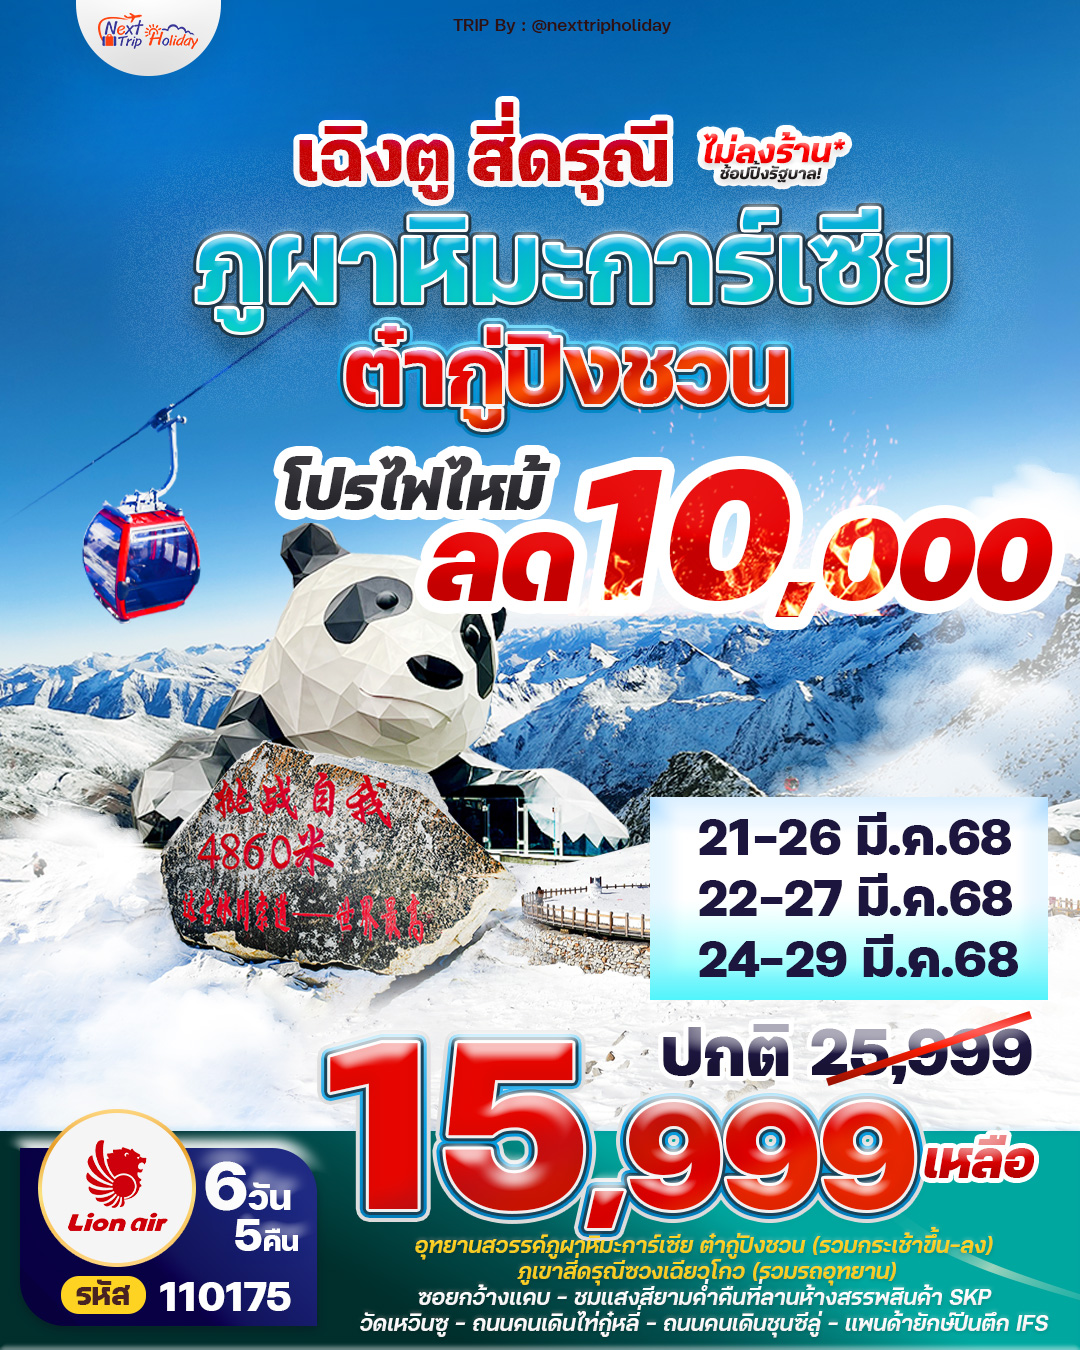 Next Trip Holiday
TRIP By : @nexttripholiday
เฉิงตู สี่ดรุณี
ไม่ลงร้าน*
ช้อปปิ้งรัฐบาล!
ภูผาหิมะการ์เซีย
ต๋ากู่ปิงชวน
โปรไฟไหม้
ลด 10,000
挑战自我
4860米
世界最高
21-26 มี.ค.68
22-27 มี.ค.68
24-29 มี.ค.68
ปกติ 25,999
15,999 เหลือ
Lion air
6วัน
5คืน
รหัส 110175
อุทยานสวรรค์ภูผาหิมะการ์เซีย ต๋ากู่ปิงชวน (รวมกระเช้าขึ้น-ลง)
ภูเขาสี่ดรุณีซวงเฉียวโกว (รวมรถอุทยาน)
ซอยกว้างแคบ - ชมแสงสียามค่ำคืนที่ลานห้างสรรพสินค้า SKP
วัดเหวินซู - ถนนคนเดินไท่กู๋หลี่ - ถนนคนเดินชุนซีลู่ - แพนด้ายักษ์ปีนตึก IFS